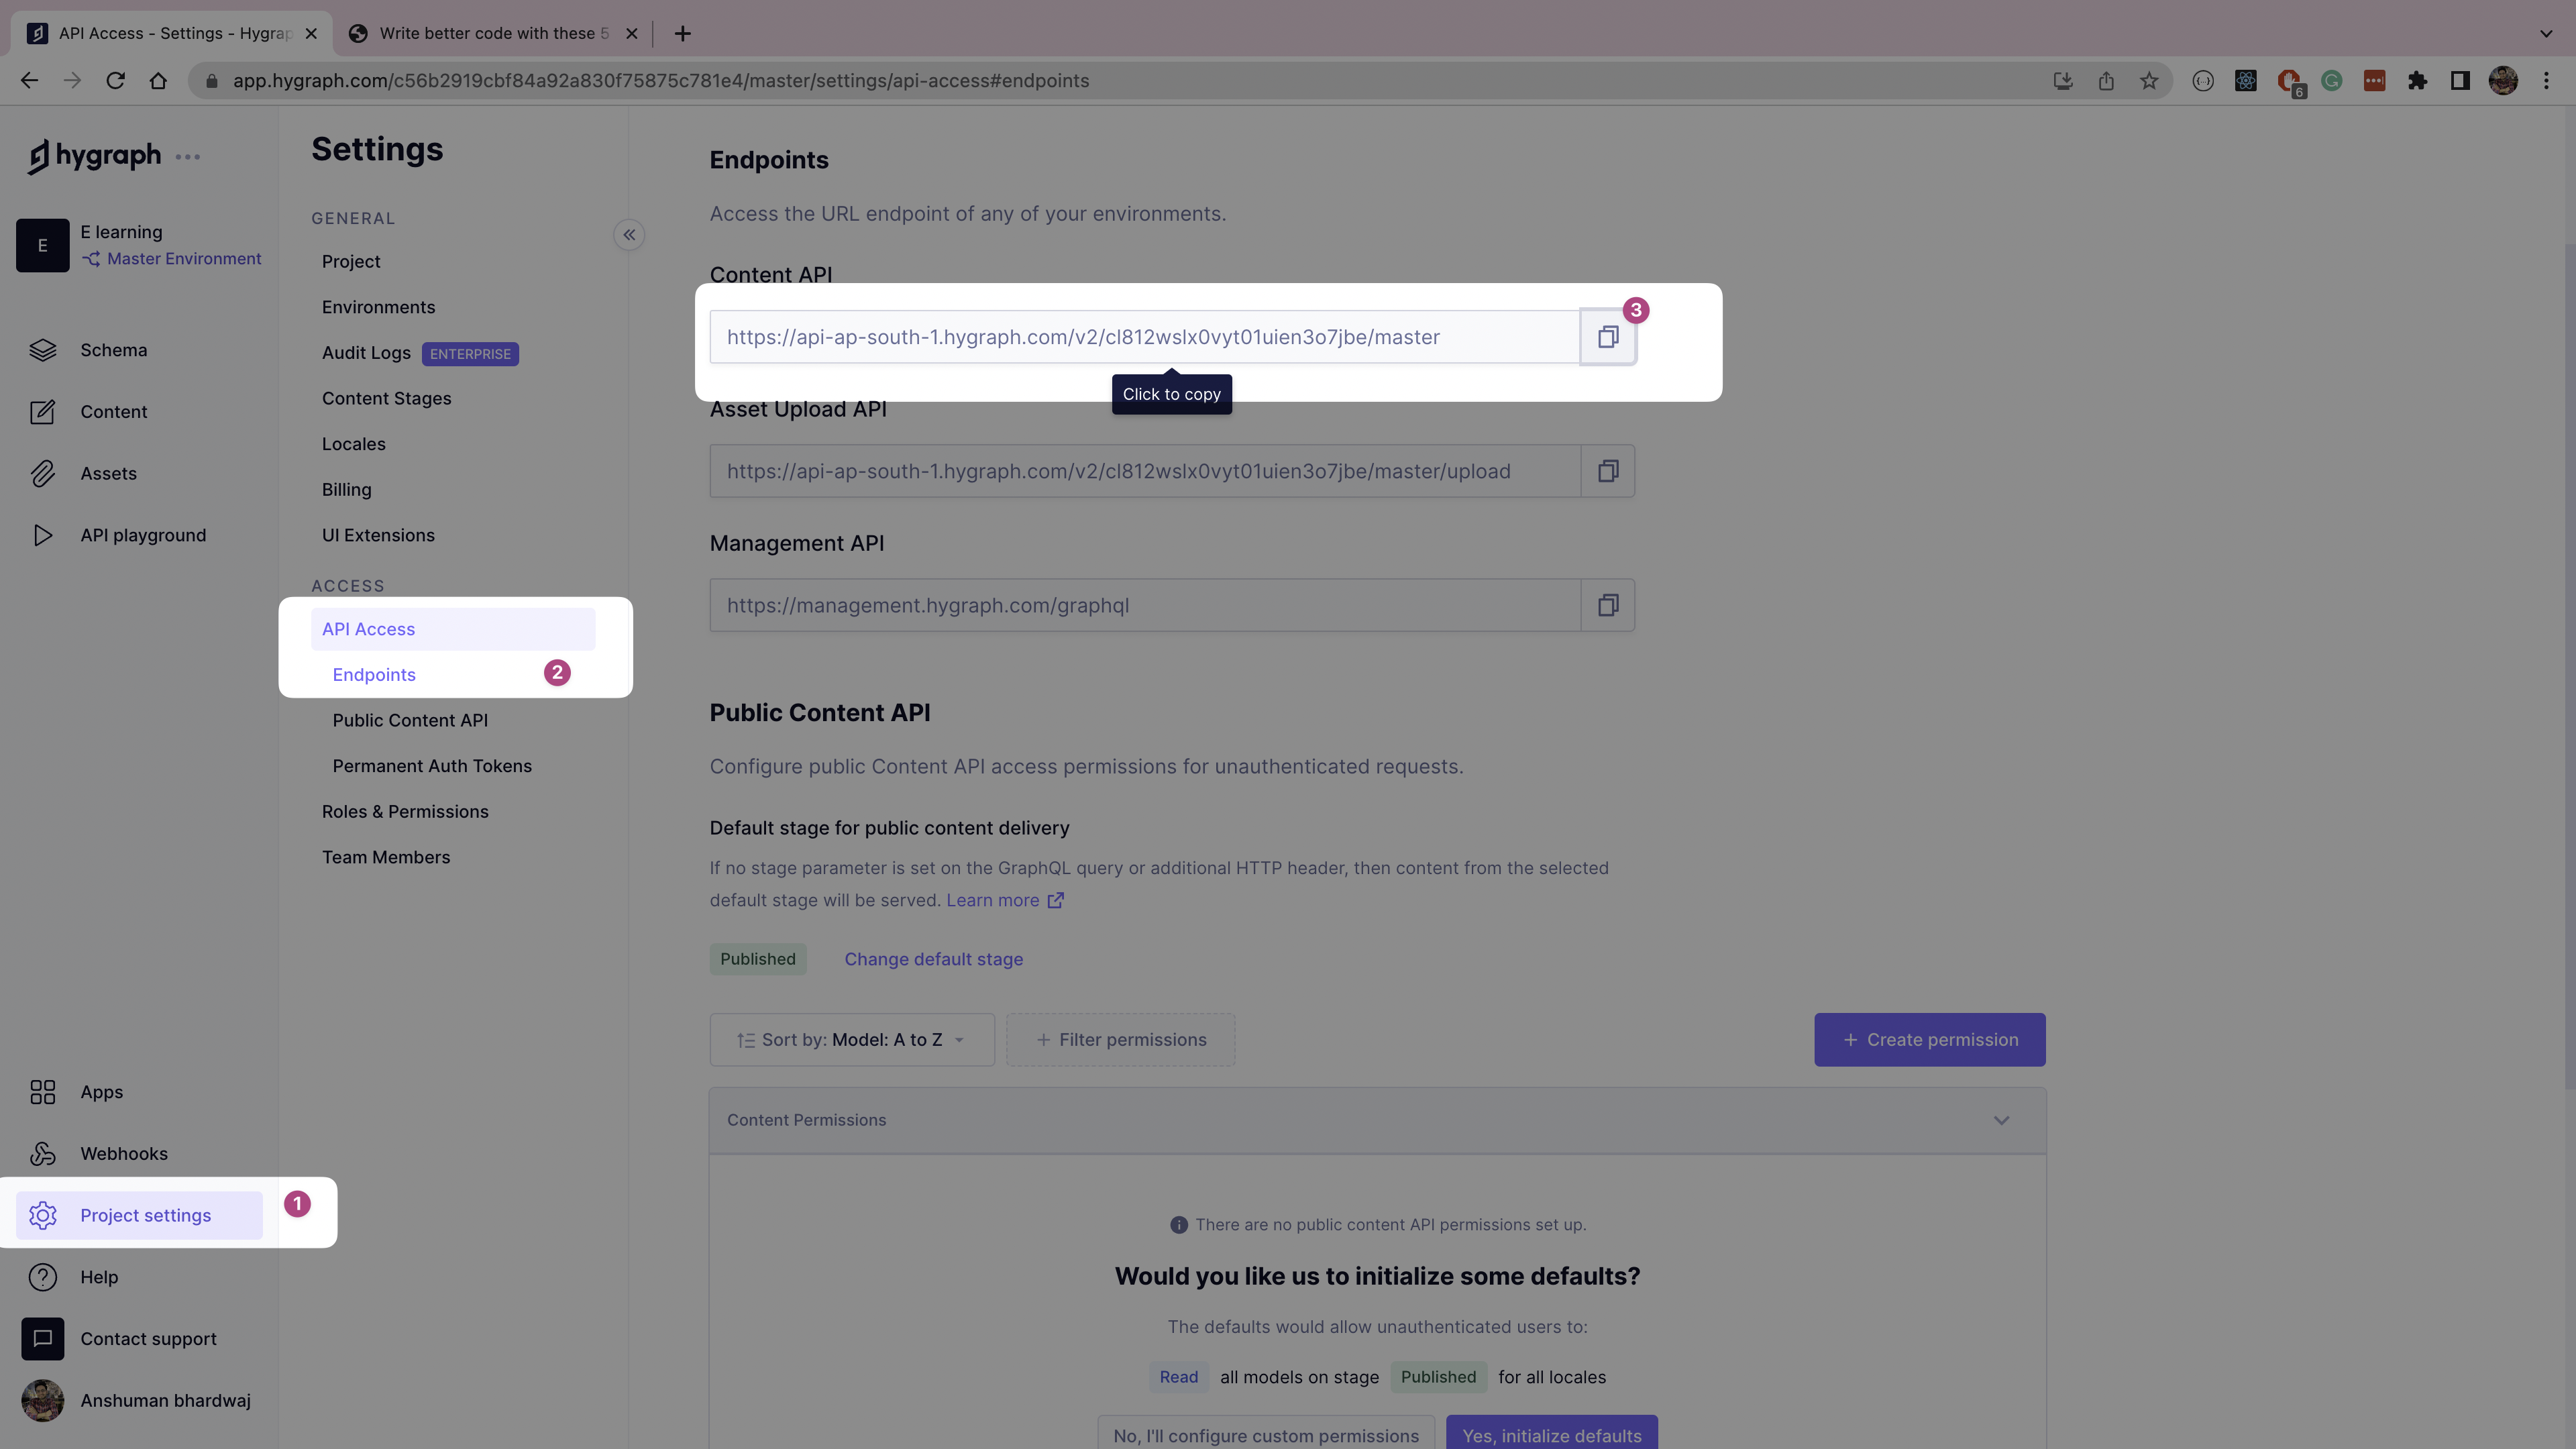 API Access - Settings - Hygrap
Write better code with these 5
app.hygraph.com/c56b2919cbf84a92a830f75875c781e4/master/settings/api-access#endpoints
6
hygraph
E
E learning
Master Environment
Schema
Content
Assets
API playground
Apps
Webhooks
Project settings
1
Help
Contact support
Anshuman bhardwaj
Settings
GENERAL
Project
Environments
Audit Logs ENTERPRISE
Content Stages
Locales
Billing
UI Extensions
ACCESS
API Access
Endpoints
2
Public Content API
Permanent Auth Tokens
Roles & Permissions
Team Members
Endpoints
Access the URL endpoint of any of your environments.
Content API
3
https://api-ap-south-1.hygraph.com/v2/cl812wslx0vyt01uien3o7jbe/master
Click to copy
Asset Upload API
https://api-ap-south-1.hygraph.com/v2/cl812wslx0vyt01uien3o7jbe/master/upload
Management API
https://management.hygraph.com/graphql
Public Content API
Configure public Content API access permissions for unauthenticated requests.
Default stage for public content delivery
If no stage parameter is set on the GraphQL query or additional HTTP header, then content from the selected
default stage will be served. Learn more
Published Change default stage
Sort by: Model: A to Z + Filter permissions + Create permission
Content Permissions
There are no public content API permissions set up.
Would you like us to initialize some defaults?
The defaults would allow unauthenticated users to:
Read all models on stage Published for all locales
No, I'll configure custom permissions Yes, initialize defaults